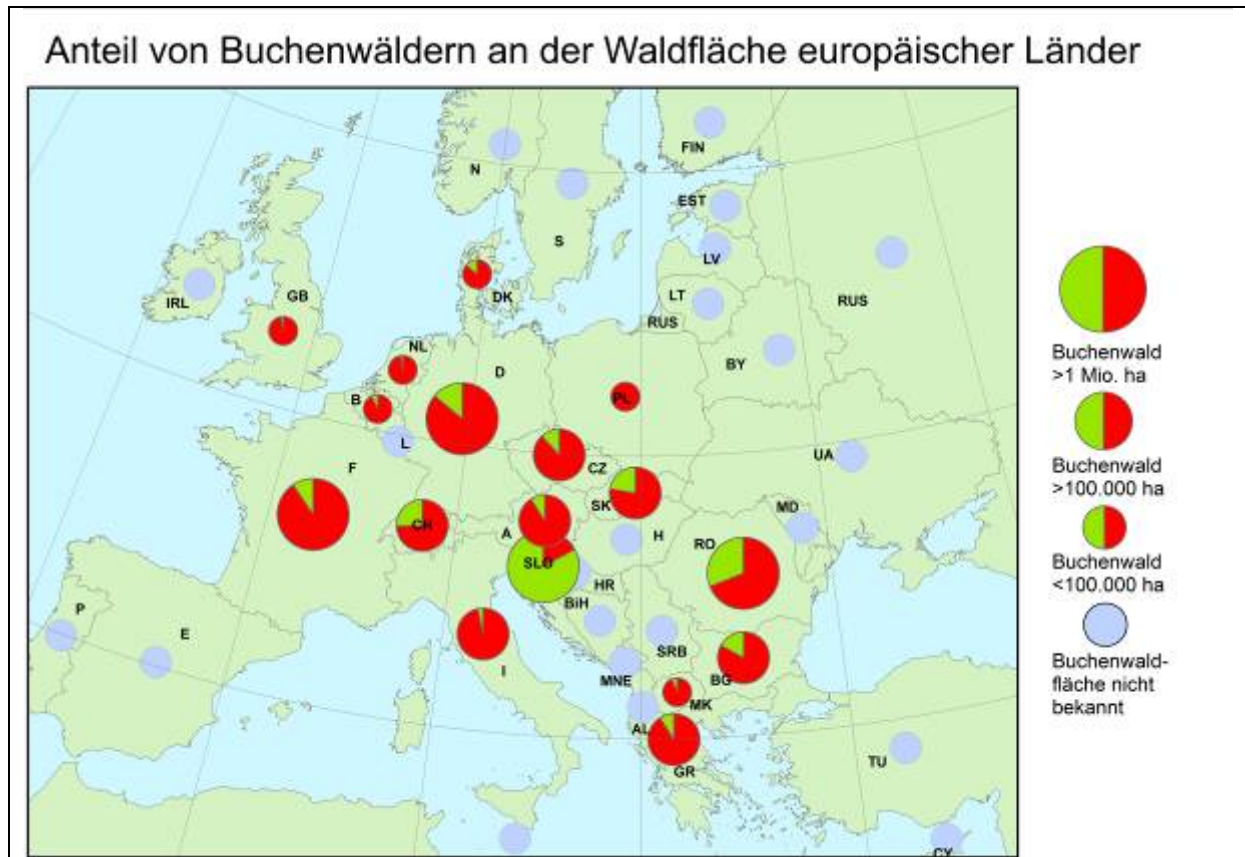 Anteil von Buchenwäldern an der Waldfläche europäischer Länder
FIN
N
EST
S
LV
IRL
GB
DK
LT
RUS
RUS
NL
BY
D
B
PL
L
UA
F
CZ
SK
MD
CH
A
H
RO
SLO
HR
BiH
P
E
SRB
I
MNE
BG
MK
AL
TU
GR
CY
Buchenwald
>1 Mio. ha
Buchenwald
>100.000 ha
Buchenwald
<100.000 ha
Buchenwald-
fläche nicht
bekannt